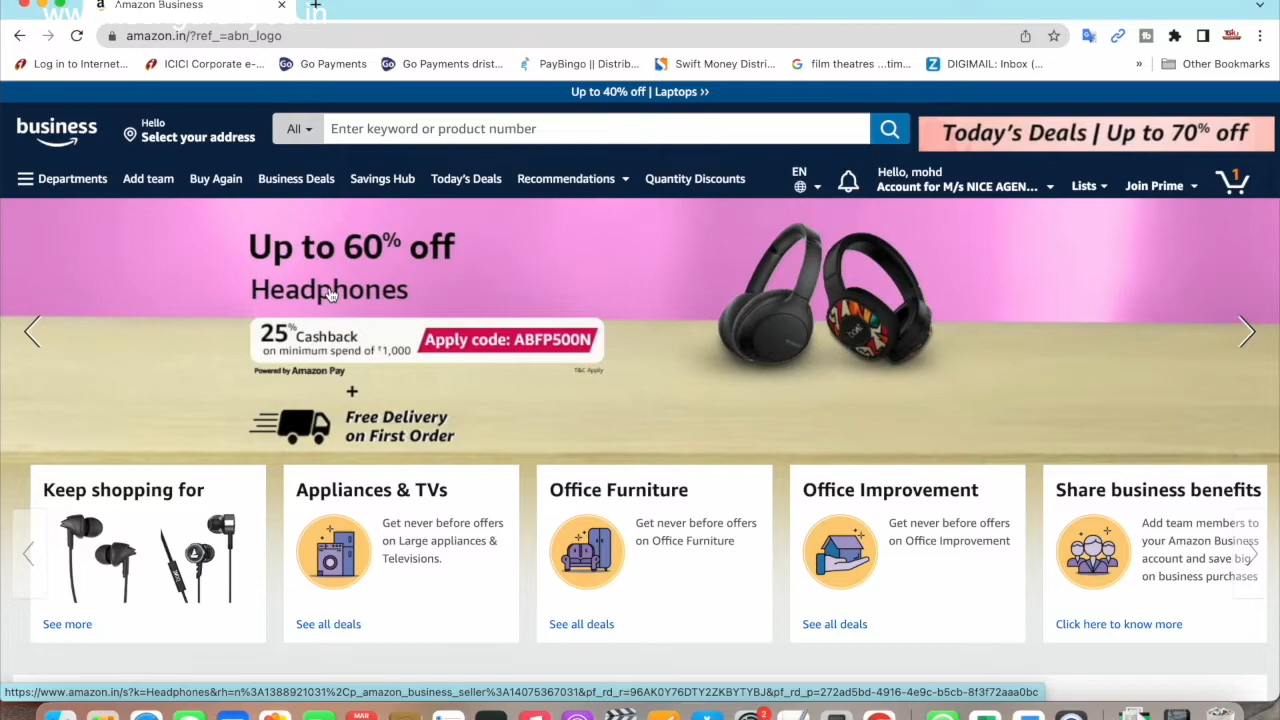 Amazon Business
amazon.in/?ref_=abn_logo
Log in to Internet...
ICICI Corporate e-...
Go Payments
Go Payments drist...
PayBingo || Distrib...
Swift Money Distri...
film theatres ...tim...
DIGIMAIL: Inbox (...
»
Other Bookmarks
Up to 40% off | Laptops ››
business
Hello
Select your address
All
Enter keyword or product number
Today's Deals | Up to 70% off
Departments
Add team
Buy Again
Business Deals
Savings Hub
Today's Deals
Recommendations
Quantity Discounts
EN
Hello, mohd
Account for M/s NICE AGEN...
Lists
Join Prime
1
Up to 60% off
Headphones
25% Cashback
on minimum spend of ₹1,000
Apply code: ABFP500N
Powered by Amazon Pay
T&C Apply
+
Free Delivery
on First Order
Keep shopping for
See more
Appliances & TVs
Get never before offers
on Large appliances &
Televisions.
See all deals
Office Furniture
Get never before offers
on Office Furniture
See all deals
Office Improvement
Get never before offers
on Office Improvement
See all deals
Share business benefits
Add team members to
your Amazon Business
account and save big
on business purchases
Click here to know more
https://www.amazon.in/s?k=Headphones&rh=n%3A1388921031%2Cp_amazon_business_seller%3A14075367031&pf_rd_r=96AK0Y76DTY2ZKBYTYBJ&pf_rd_p=272ad5bd-4916-4e9c-b5cb-8f3f72aaa0bc
MAR
2